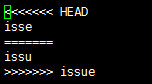 <<<<<<< HEAD
isse
=======
issu
>>>>>>> issue